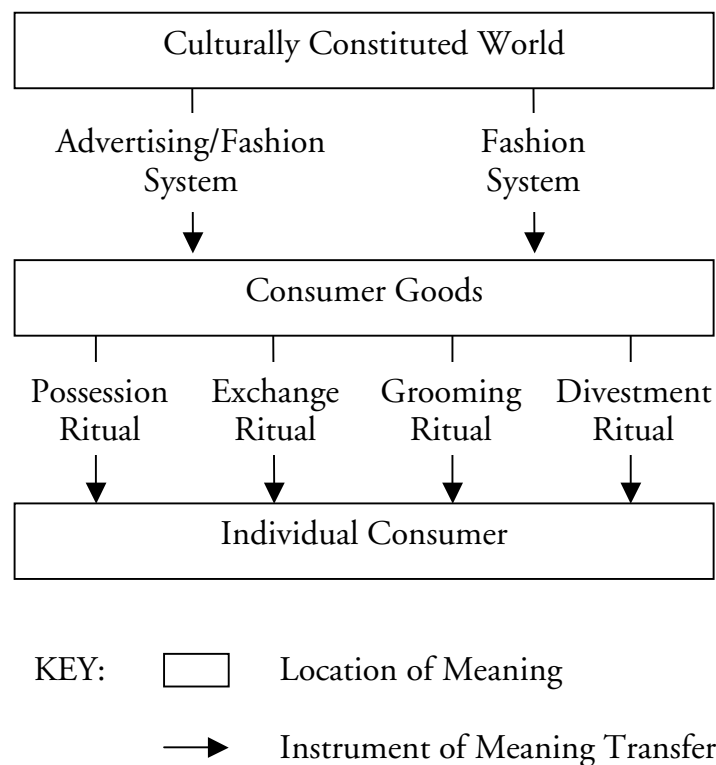 Culturally Constituted World
Advertising/Fashion
System
Fashion
System
Consumer Goods
Possession
Ritual
Exchange
Ritual
Grooming
Ritual
Divestment
Ritual
Individual Consumer
KEY:
Location of Meaning
Instrument of Meaning Transfer